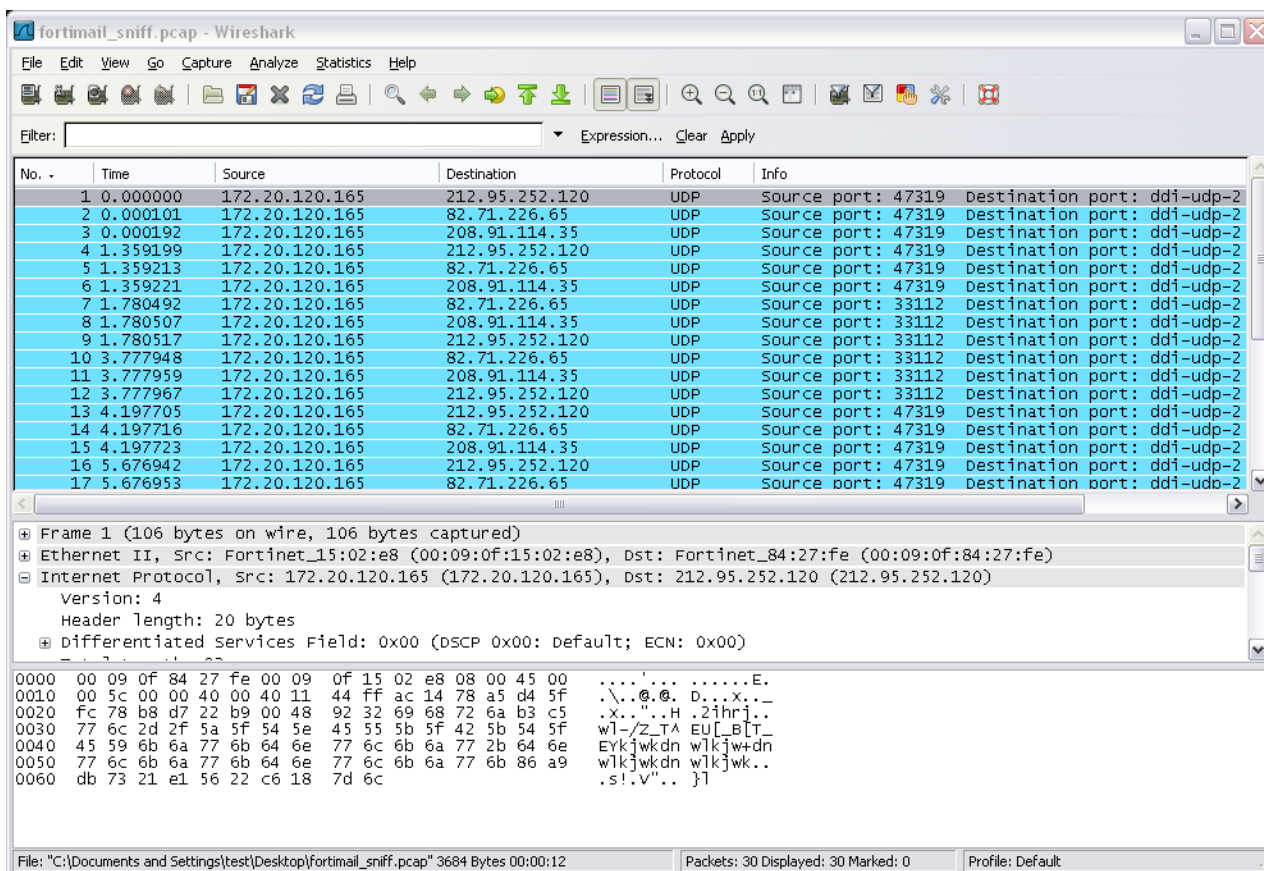 fortimail_sniff.pcap - Wireshark
File Edit View Go Capture Analyze Statistics Help
Filter: Expression... Clear Apply
No. Time Source Destination Protocol Info
1 0.000000 172.20.120.165 212.95.252.120 UDP Source port: 47319 Destination port: ddi-udp-2
2 0.000101 172.20.120.165 82.71.226.65 UDP Source port: 47319 Destination port: ddi-udp-2
3 0.000192 172.20.120.165 208.91.114.35 UDP Source port: 47319 Destination port: ddi-udp-2
4 1.359199 172.20.120.165 212.95.252.120 UDP Source port: 47319 Destination port: ddi-udp-2
5 1.359213 172.20.120.165 82.71.226.65 UDP Source port: 47319 Destination port: ddi-udp-2
6 1.359221 172.20.120.165 208.91.114.35 UDP Source port: 47319 Destination port: ddi-udp-2
7 1.780492 172.20.120.165 82.71.226.65 UDP Source port: 33112 Destination port: ddi-udp-2
8 1.780507 172.20.120.165 208.91.114.35 UDP Source port: 33112 Destination port: ddi-udp-2
9 1.780517 172.20.120.165 212.95.252.120 UDP Source port: 33112 Destination port: ddi-udp-2
10 3.777948 172.20.120.165 82.71.226.65 UDP Source port: 33112 Destination port: ddi-udp-2
11 3.777959 172.20.120.165 208.91.114.35 UDP Source port: 33112 Destination port: ddi-udp-2
12 3.777967 172.20.120.165 212.95.252.120 UDP Source port: 33112 Destination port: ddi-udp-2
13 4.197705 172.20.120.165 212.95.252.120 UDP Source port: 47319 Destination port: ddi-udp-2
14 4.197716 172.20.120.165 82.71.226.65 UDP Source port: 47319 Destination port: ddi-udp-2
15 4.197723 172.20.120.165 208.91.114.35 UDP Source port: 47319 Destination port: ddi-udp-2
16 5.676942 172.20.120.165 212.95.252.120 UDP Source port: 47319 Destination port: ddi-udp-2
17 5.676953 172.20.120.165 82.71.226.65 UDP Source port: 47319 Destination port: ddi-udp-2
Frame 1 (106 bytes on wire, 106 bytes captured)
Ethernet II, Src: Fortinet_15:02:e8 (00:09:0f:15:02:e8), Dst: Fortinet_84:27:fe (00:09:0f:84:27:fe)
Internet Protocol, Src: 172.20.120.165 (172.20.120.165), Dst: 212.95.252.120 (212.95.252.120)
Version: 4
Header length: 20 bytes
Differentiated Services Field: 0x00 (DSCP 0x00: Default; ECN: 0x00)
0000 00 09 0f 84 27 fe 00 09 0f 15 02 e8 08 00 45 00 ....'... ......E.
0010 00 5c 00 00 40 00 40 11 44 ff ac 14 78 a5 d4 5f .\..@.@. D...x.._
0020 fc 78 b8 d7 22 b9 00 48 92 32 69 68 72 6a b3 c5 .x.."..H .2ihrj..
0030 77 6c 2d 2f 5a 5f 54 5e 45 55 5b 5f 42 5b 54 5f wl-/Z_T^ EU[_B[T_
0040 45 59 6b 6a 77 6b 64 6e 77 6c 6b 6a 77 2b 64 6e EYkjwkdn wlkjw+dn
0050 77 6c 6b 6a 77 6b 64 6e 77 6c 6b 6a 77 6b 86 a9 wlkjwkdn wlkjwk..
0060 db 73 21 e1 56 22 c6 18 7d 6c .s!.V".. }l
File: "C:\Documents and Settings\test\Desktop\fortimail_sniff.pcap" 3684 Bytes 00:00:12 Packets: 30 Displayed: 30 Marked: 0 Profile: Default